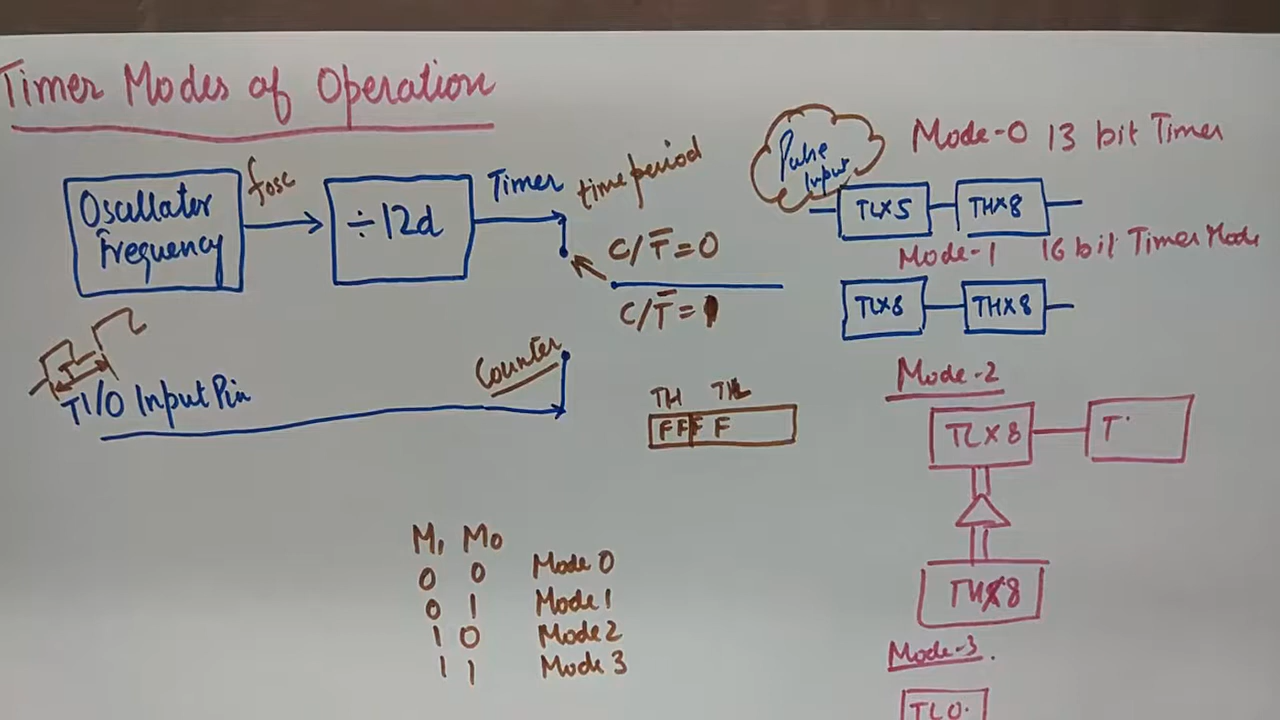 Timer Modes of Operation
Oscillator
Frequency
fosc
÷12d
Timer
time period
C/T̅=0
C/T̅=1
T1/0 Input Pin
T
Counter
TH TL
FFFF
M1 M0
0 0 Mode 0
0 1 Mode 1
1 0 Mode 2
1 1 Mode 3
Pulse
Input
Mode-0 13 bit Timer
TLX5 THX8
Mode-1 16 bit Timer Mode
TLX8 THX8
Mode-2
TLX8 T
THX8
Mode-3.
TL0.